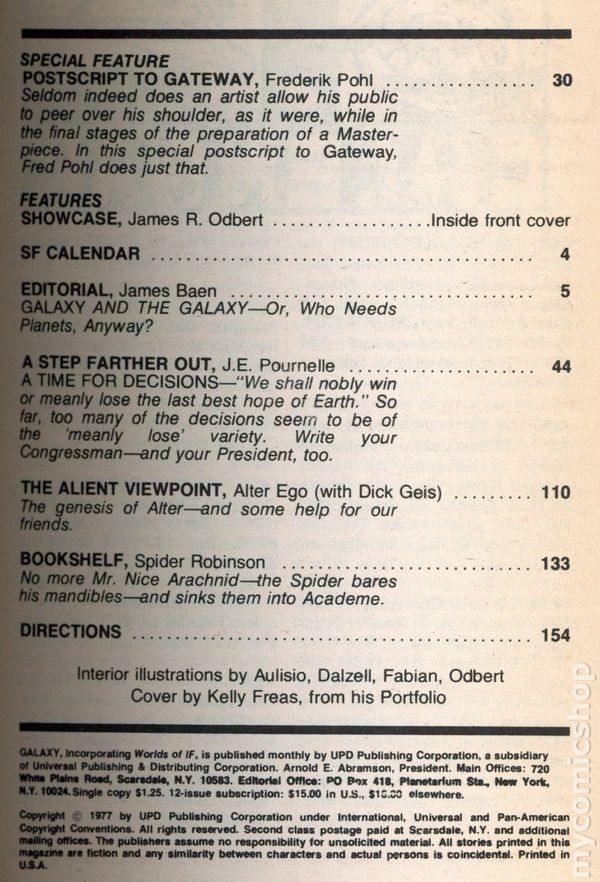 SPECIAL FEATURE
POSTSCRIPT TO GATEWAY, Frederik Pohl ................ 30
Seldom indeed does an artist allow his public
to peer over his shoulder, as it were, while in
the final stages of the preparation of a Master-
piece. In this special postscript to Gateway,
Fred Pohl does just that.
FEATURES
SHOWCASE, James R. Odbert ..................Inside front cover
SF CALENDAR ........................................ 4
EDITORIAL, James Baen ................................ 5
GALAXY AND THE GALAXY—Or, Who Needs
Planets, Anyway?
A STEP FARTHER OUT, J.E. Pournelle .................... 44
A TIME FOR DECISIONS—"We shall nobly win
or meanly lose the last best hope of Earth." So
far, too many of the decisions seem to be of
the 'meanly lose' variety. Write your
Congressman—and your President, too.
THE ALIENT VIEWPOINT, Alter Ego (with Dick Geis) ......... 110
The genesis of Alter—and some help for our
friends.
BOOKSHELF, Spider Robinson ........................... 133
No more Mr. Nice Arachnid—the Spider bares
his mandibles—and sinks them into Academe.
DIRECTIONS .......................................... 154
Interior illustrations by Aulisio, Dalzell, Fabian, Odbert
Cover by Kelly Freas, from his Portfolio
GALAXY, Incorporating Worlds of IF, is published monthly by UPD Publishing Corporation, a subsidiary
of Universal Publishing & Distributing Corporation. Arnold E. Abramson, President. Main Offices: 720
White Plains Road, Scarsdale, N.Y. 10583. Editorial Office: PO Box 418, Planetarium Sta., New York,
N.Y. 10024. Single copy $1.25. 12-issue subscription: $15.00 in U.S., elsewhere.
Copyright © 1977 by UPD Publishing Corporation under International, Universal and Pan-American
Copyright Conventions. All rights reserved. Second class postage paid at Scarsdale, N.Y. and additional
mailing offices. The publishers assume no responsibility for unsolicited material. All stories printed in this
magazine are fiction and any similarity between characters and actual persons is coincidental. Printed in
U.S.A.
mycomicshop